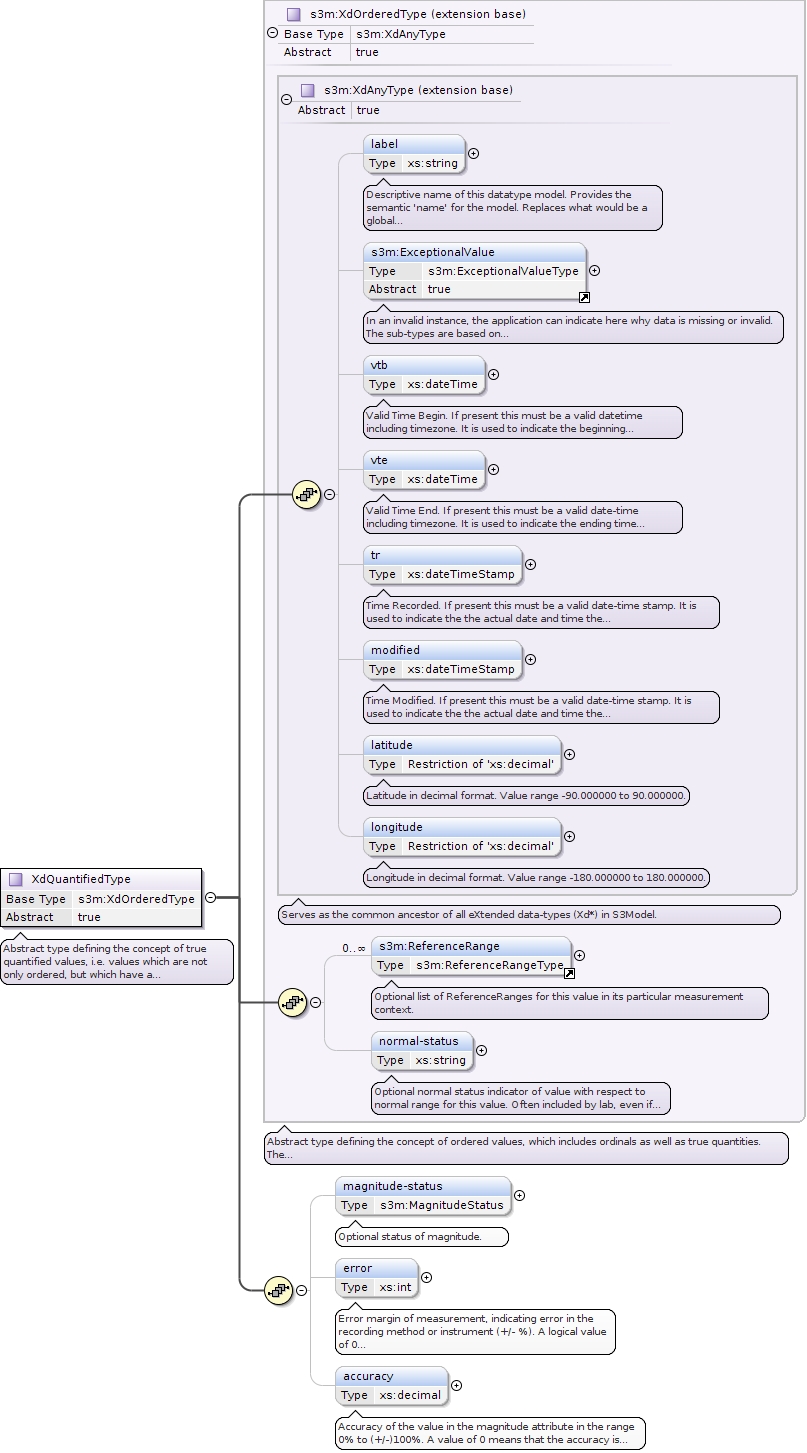 s3m:XdOrderedType (extension base)
Base Type s3m:XdAnyType
Abstract true
s3m:XdAnyType (extension base)
Abstract true
label
Type xs:string
Descriptive name of this datatype model. Provides the
semantic 'name' for the model. Replaces what would be a
global...
s3m:ExceptionalValue
Type s3m:ExceptionalValueType
Abstract true
In an invalid instance, the application can indicate here why data is missing or invalid.
The sub-types are based on...
vtb
Type xs:dateTime
Valid Time Begin. If present this must be a valid datetime
including timezone. It is used to indicate the beginning...
vte
Type xs:dateTime
Valid Time End. If present this must be a valid date-time
including timezone. It is used to indicate the ending time...
tr
Type xs:dateTimeStamp
Time Recorded. If present this must be a valid date-time stamp. It is
used to indicate the the actual date and time the...
modified
Type xs:dateTimeStamp
Time Modified. If present this must be a valid date-time stamp. It is
used to indicate the the actual date and time the...
latitude
Type Restriction of 'xs:decimal'
Latitude in decimal format. Value range -90.000000 to 90.000000.
longitude
Type Restriction of 'xs:decimal'
Longitude in decimal format. Value range -180.000000 to 180.000000.
XdQuantifiedType
Base Type s3m:XdOrderedType
Abstract true
Abstract type defining the concept of true
quantified values, i.e. values which are not
only ordered, but which have a...
Serves as the common ancestor of all eXtended data-types (Xd*) in S3Model.
0..∞
s3m:ReferenceRange
Type s3m:ReferenceRangeType
Optional list of ReferenceRanges for this value in its particular measurement
context.
normal-status
Type xs:string
Optional normal status indicator of value with respect to
normal range for this value. Often included by lab, even if...
Abstract type defining the concept of ordered values, which includes ordinals as well as true quantities.
The...
magnitude-status
Type s3m:MagnitudeStatus
Optional status of magnitude.
error
Type xs:int
Error margin of measurement, indicating error in the
recording method or instrument (+/- %). A logical value
of 0...
accuracy
Type xs:decimal
Accuracy of the value in the magnitude attribute in the range
0% to (+/-)100%. A value of 0 means that the accuracy is...